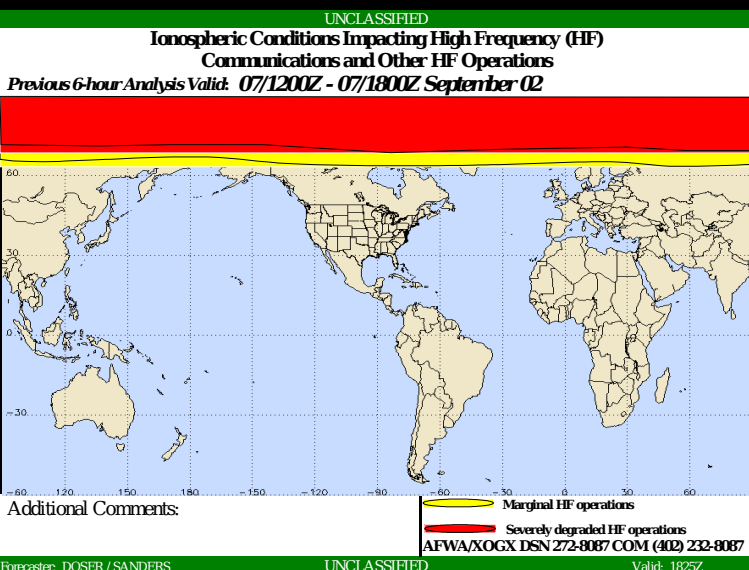 UNCLASSIFIED
Ionospheric Conditions Impacting High Frequency (HF)
Communications and Other HF Operations
Previous 6-hour Analysis Valid: 07/1200Z - 07/1800Z September 02
60
30
0
-30
-60 120 150 180 -150 -120 -90 -60 -30 0 30 60
Additional Comments:
Marginal HF operations
Severely degraded HF operations
AFWA/XOGX DSN 272-8087 COM (402) 232-8087
Forecaster: DOSER / SANDERS UNCLASSIFIED Valid: 1825Z